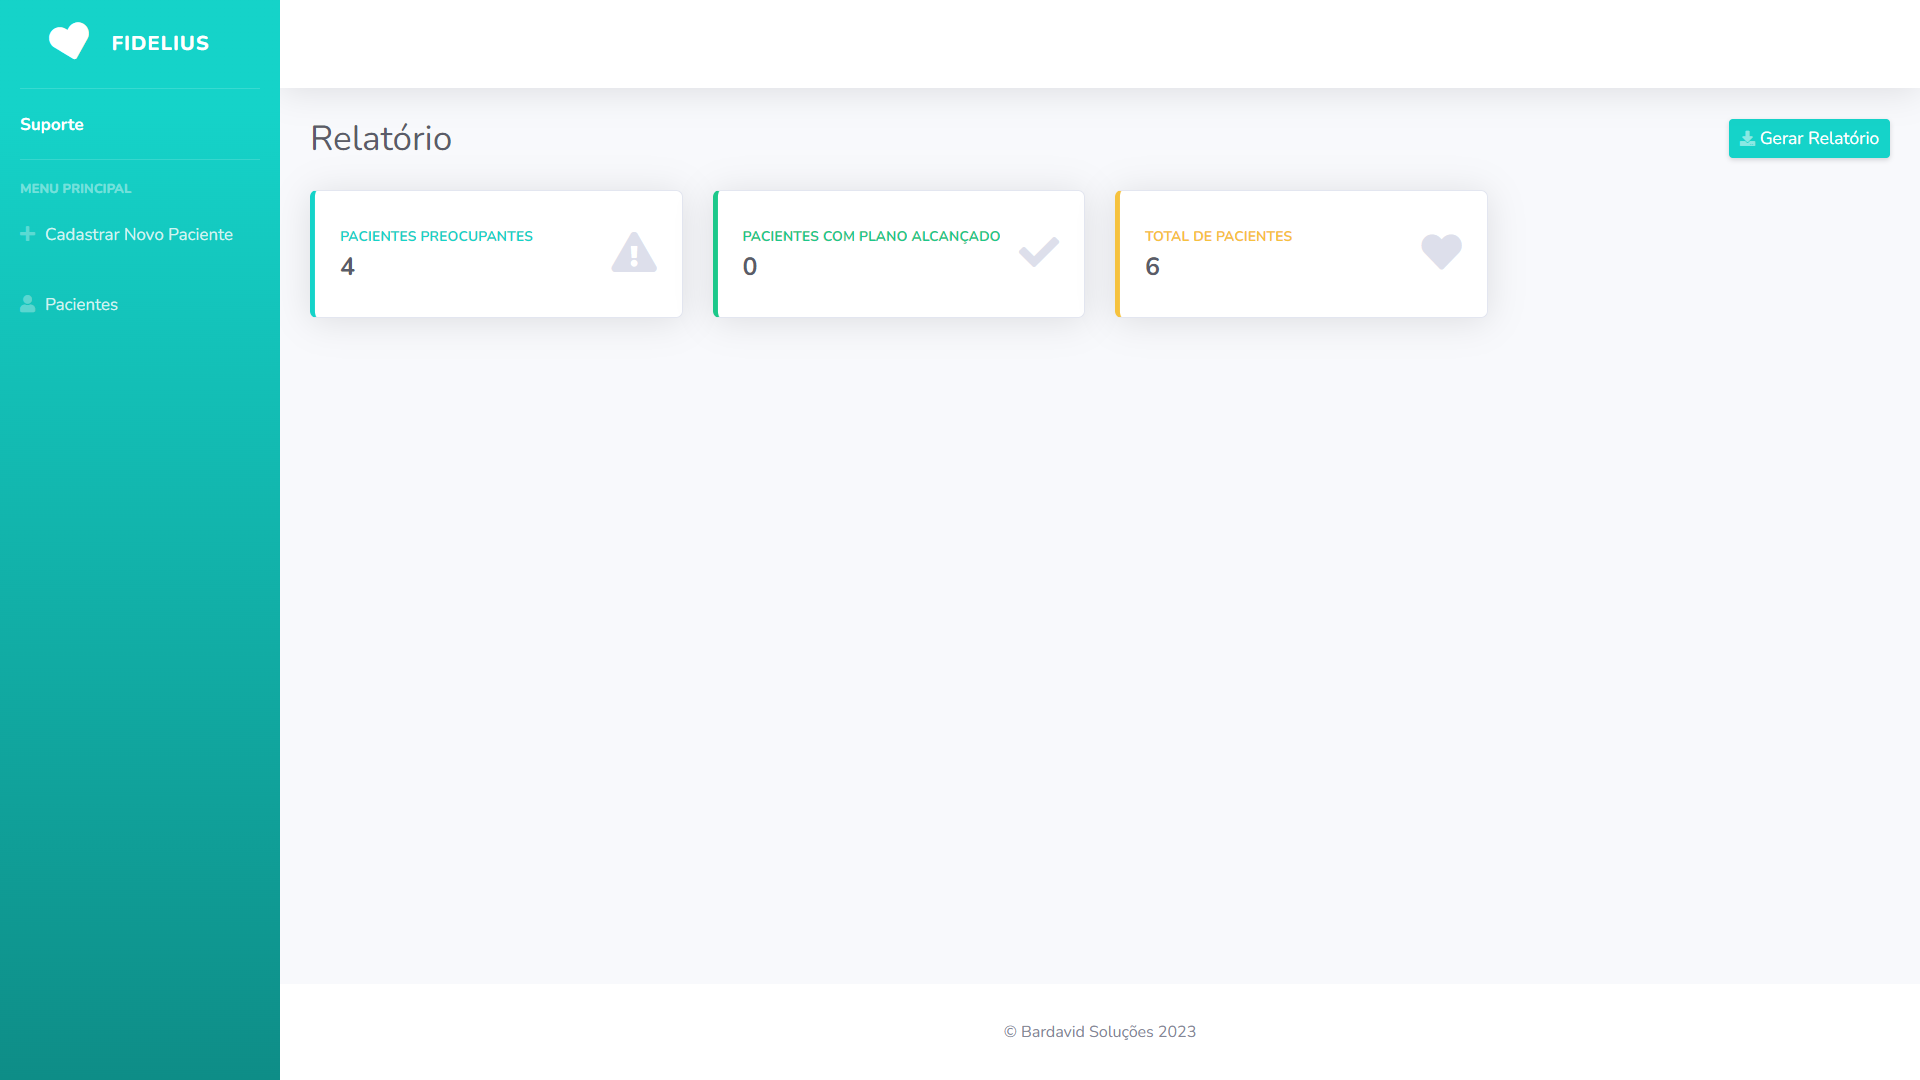 FIDELIUS
Suporte
MENU PRINCIPAL
Cadastrar Novo Paciente
Pacientes
Relatório
Gerar Relatório
PACIENTES PREOCUPANTES
4
PACIENTES COM PLANO ALCANÇADO
0
TOTAL DE PACIENTES
6
© Bardavid Soluções 2023